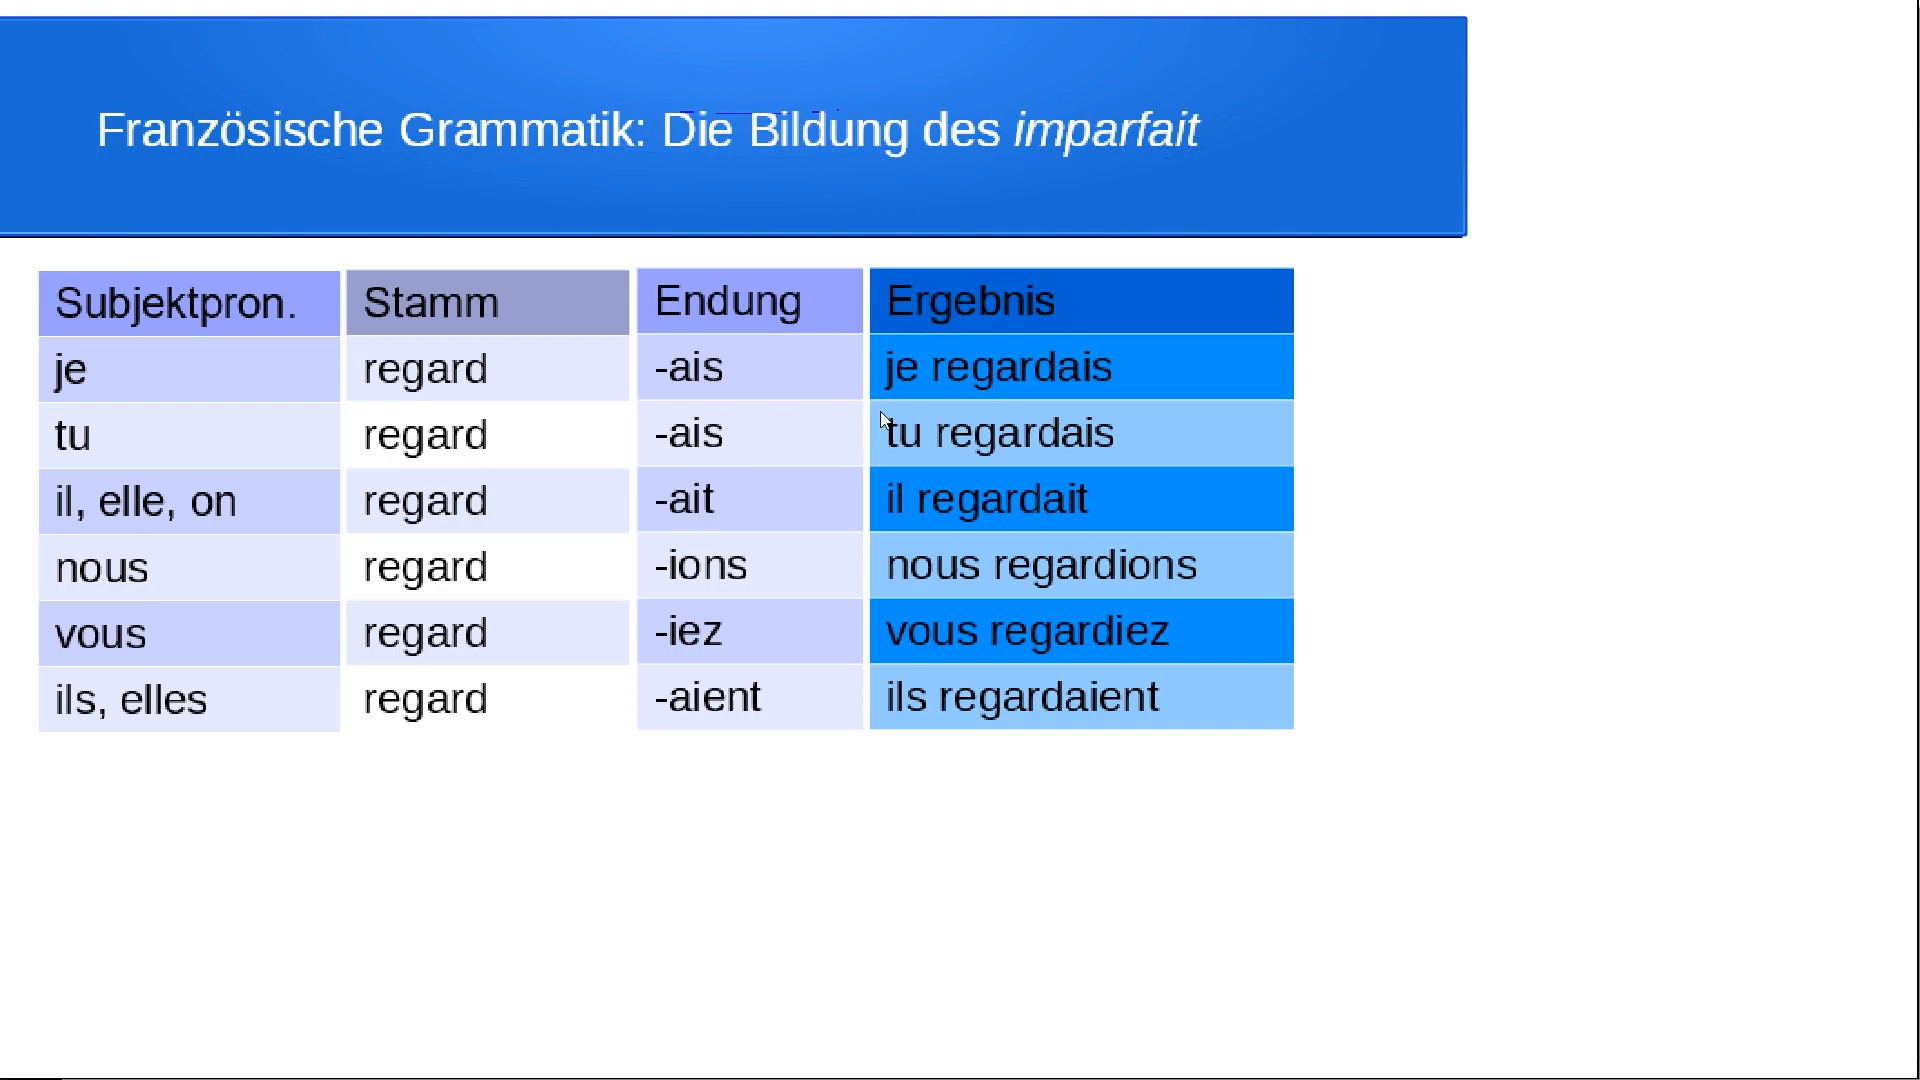 Französische Grammatik: Die Bildung des imparfait
Subjektpron. Stamm Endung Ergebnis
je regard -ais je regardais
tu regard -ais tu regardais
il, elle, on regard -ait il regardait
nous regard -ions nous regardions
vous regard -iez vous regardiez
ils, elles regard -aient ils regardaient